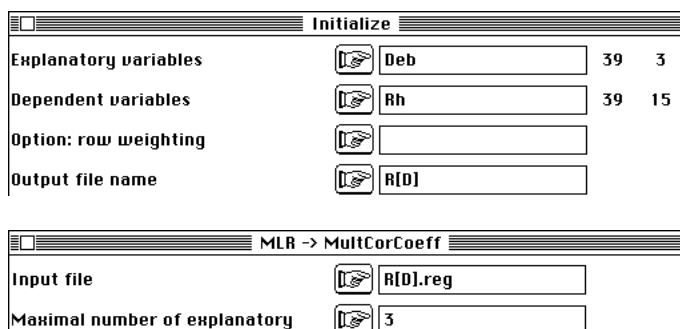 Initialize
Explanatory variables Deb 39 3
Dependent variables Rh 39 15
Option: row weighting
Output file name R[D]
MLR -> MultCorCoeff
Input file R[D].reg
Maximal number of explanatory 3